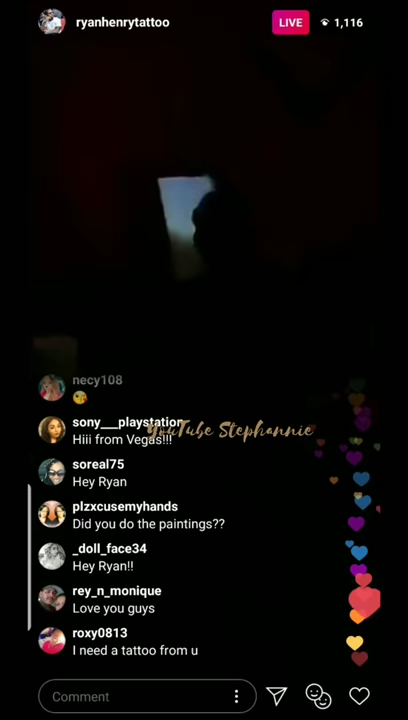 ryanhenrytattoo
LIVE
1,116
necy108
😘
sony___playstation
Hiii from Vegas!!!
YouTube Stephannie
soreal75
Hey Ryan
plzxcusemyhands
Did you do the paintings??
_doll_face34
Hey Ryan!!
rey_n_monique
Love you guys
roxy0813
I need a tattoo from u
Comment